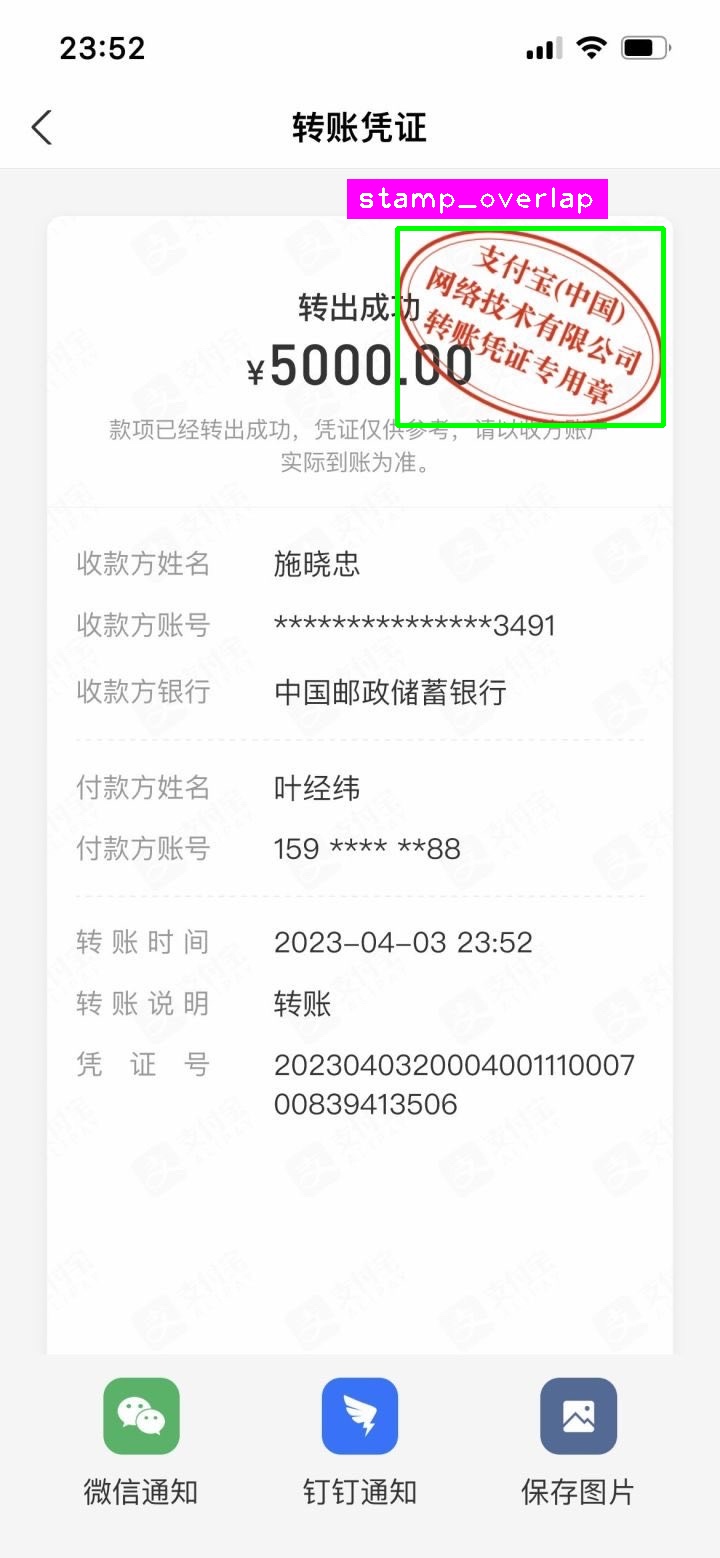 23:52
转账凭证
stamp_overlap
支付宝(中国)
网络技术有限公司
转账凭证专用章
转出成功
¥5000.00
款项已经转出成功，凭证仅供参考，请以收方账户
实际到账为准。
收款方姓名 施晓忠
收款方账号 ***************3491
收款方银行 中国邮政储蓄银行
付款方姓名 叶经纬
付款方账号 159 **** **88
转账时间 2023-04-03 23:52
转账说明 转账
凭证号 2023040320004001110007
00839413506
微信通知 钉钉通知 保存图片